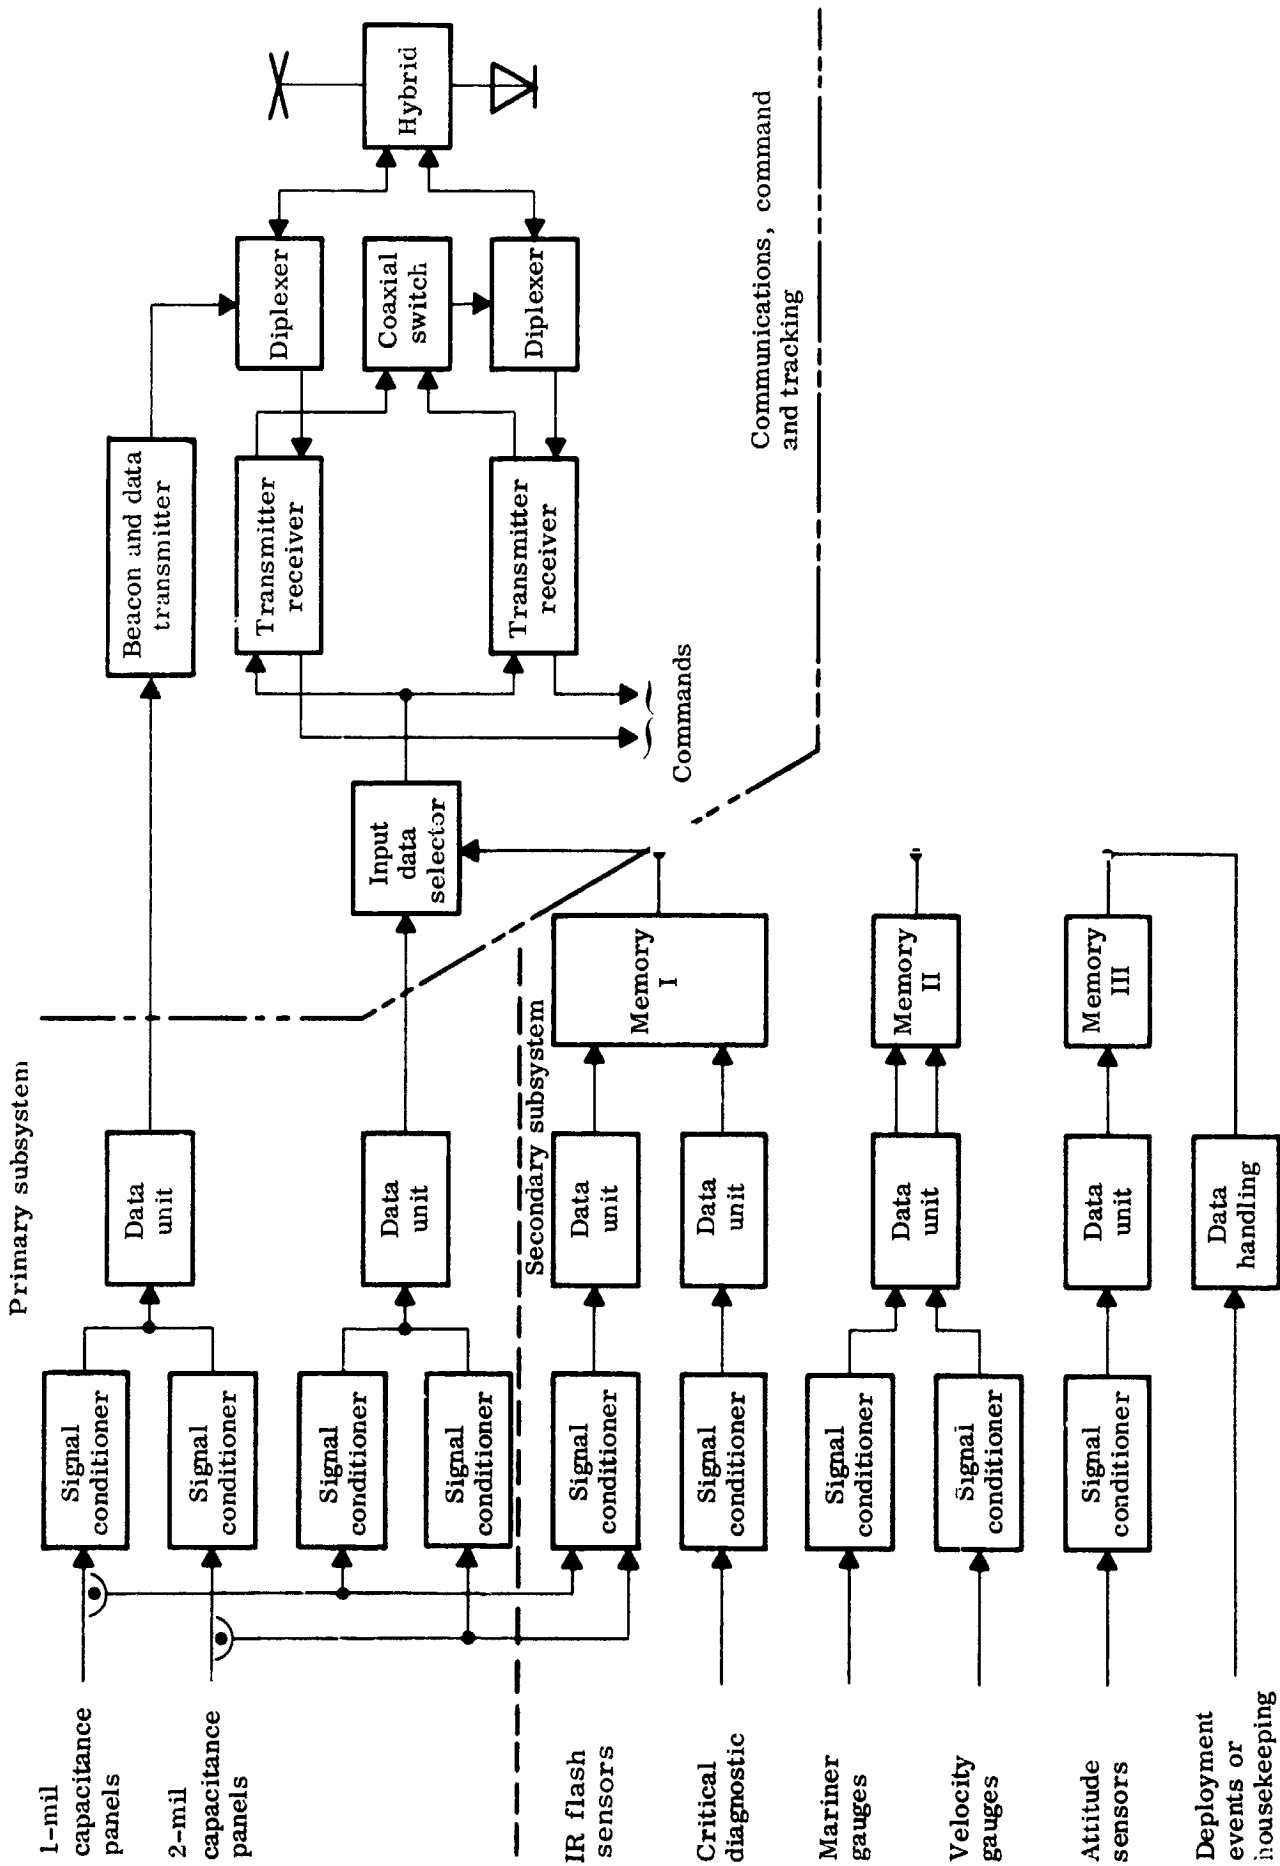 Primary subsystem
1-mil
capacitance
panels
Signal
conditioner
Data
unit
Beacon and data
transmitter
2-mil
capacitance
panels
Signal
conditioner
Signal
conditioner
Signal
conditioner
Data
unit
Input
data
selector
Transmitter
receiver
Transmitter
receiver
Diplexer
Coaxial
switch
Diplexer
Hybrid
Commands
Communications, command
and tracking
Secondary subsystem
IR flash
sensors
Signal
conditioner
Data
unit
Memory
I
Critical
diagnostic
Signal
conditioner
Data
unit
Mariner
gauges
Signal
conditioner
Data
unit
Memory
II
Velocity
gauges
Signal
conditioner
Attitude
sensors
Signal
conditioner
Data
unit
Memory
III
Deployment
events or
housekeeping
Data
handling